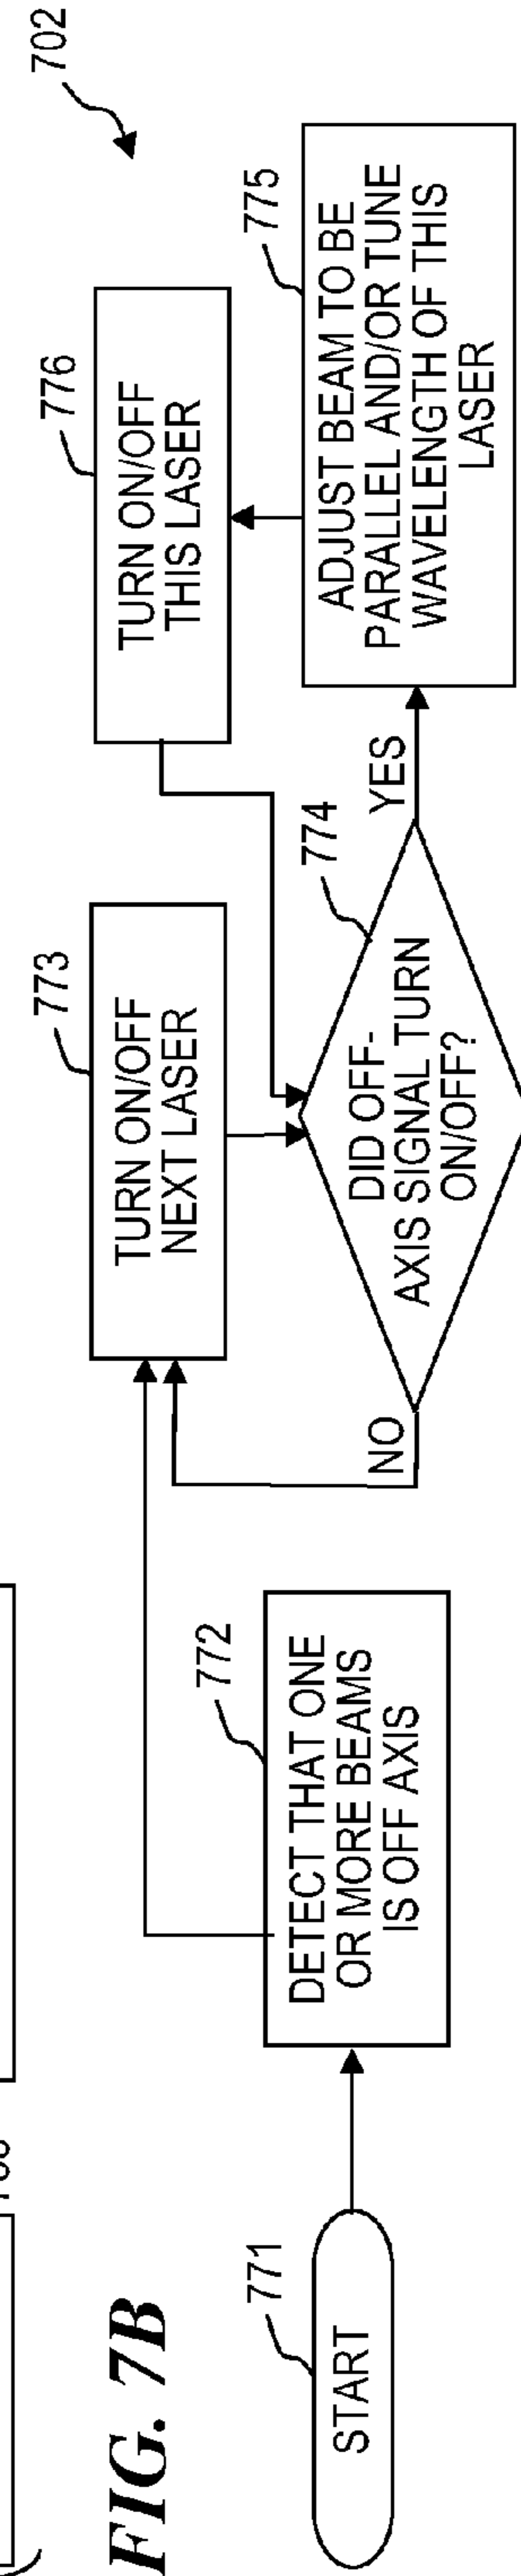 FIG. 7B
702
771
START
772
DETECT THAT ONE
OR MORE BEAMS
IS OFF AXIS
773
TURN ON/OFF
NEXT LASER
774
DID OFF-
AXIS SIGNAL TURN
ON/OFF?
NO
YES
775
ADJUST BEAM TO BE
PARALLEL AND/OR TUNE
WAVELENGTH OF THIS
LASER
776
TURN ON/OFF
THIS LASER